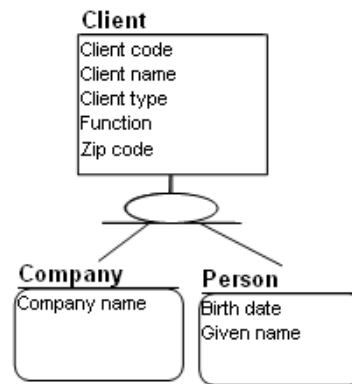 Client
Client code
Client name
Client type
Function
Zip code
Company
Company name
Person
Birth date
Given name